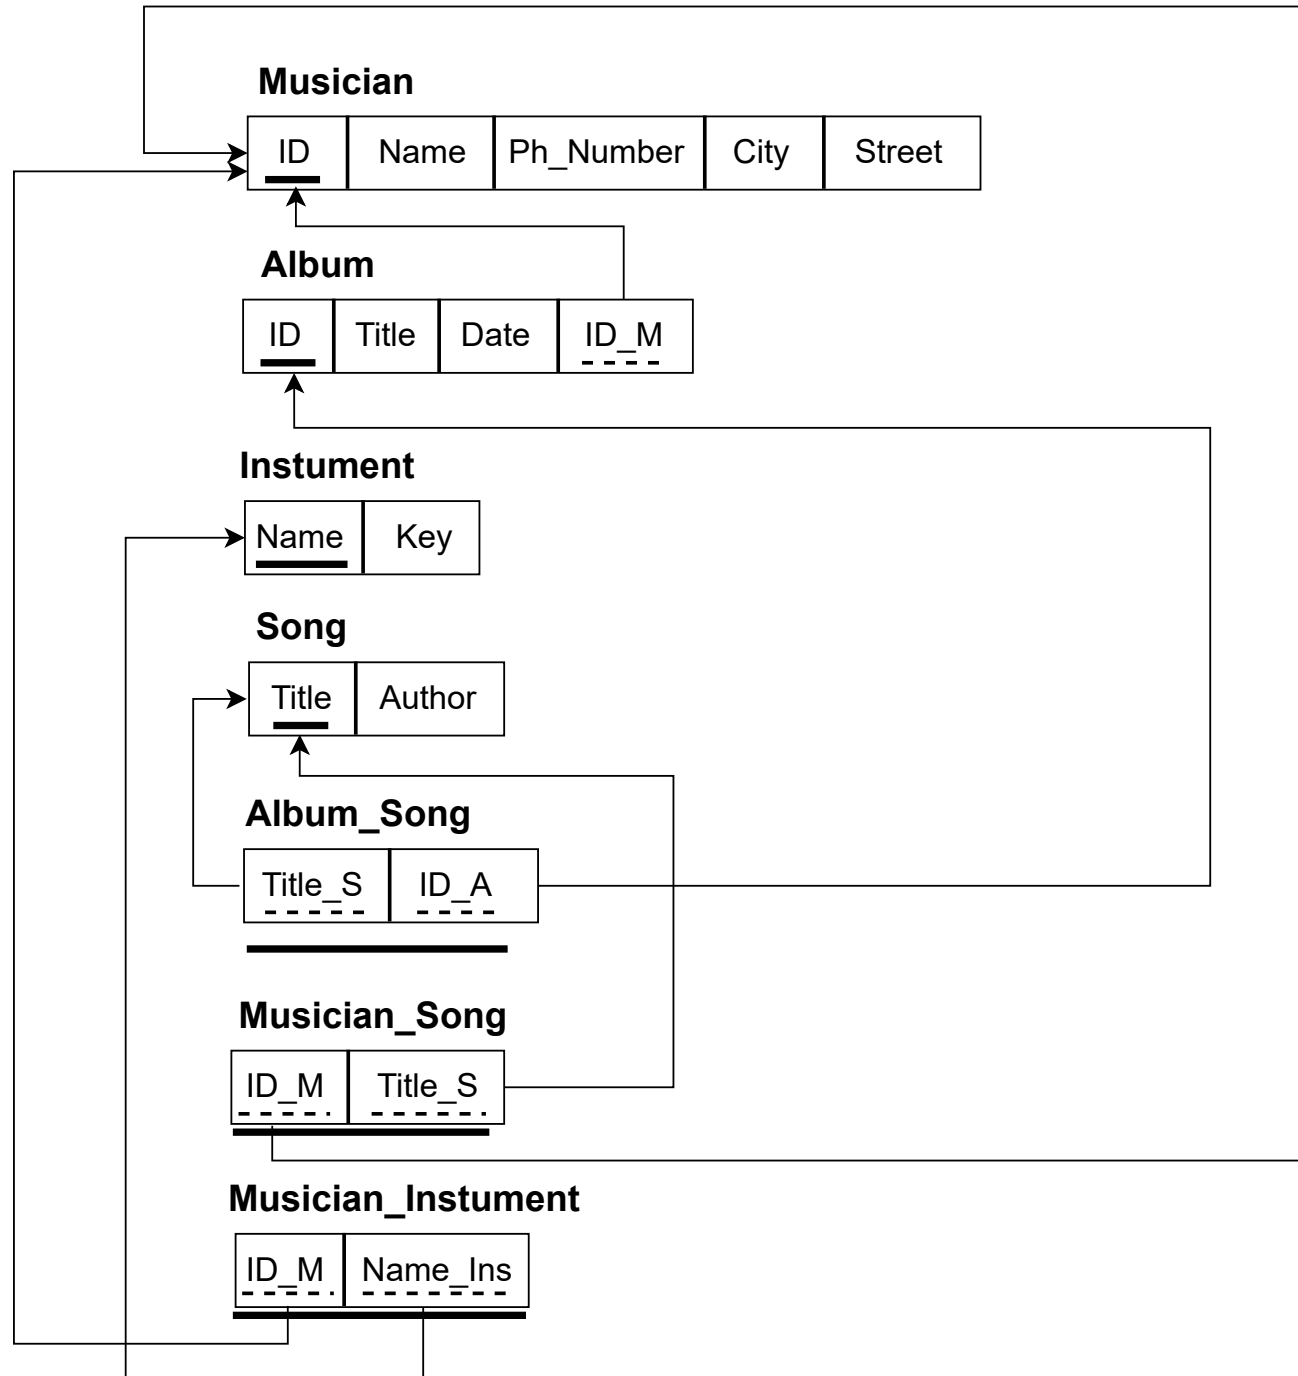 Musician
ID Name Ph_Number City Street
Album
ID Title Date ID_M
Instument
Name Key
Song
Title Author
Album_Song
Title_S ID_A
Musician_Song
ID_M Title_S
Musician_Instument
ID_M Name_Ins